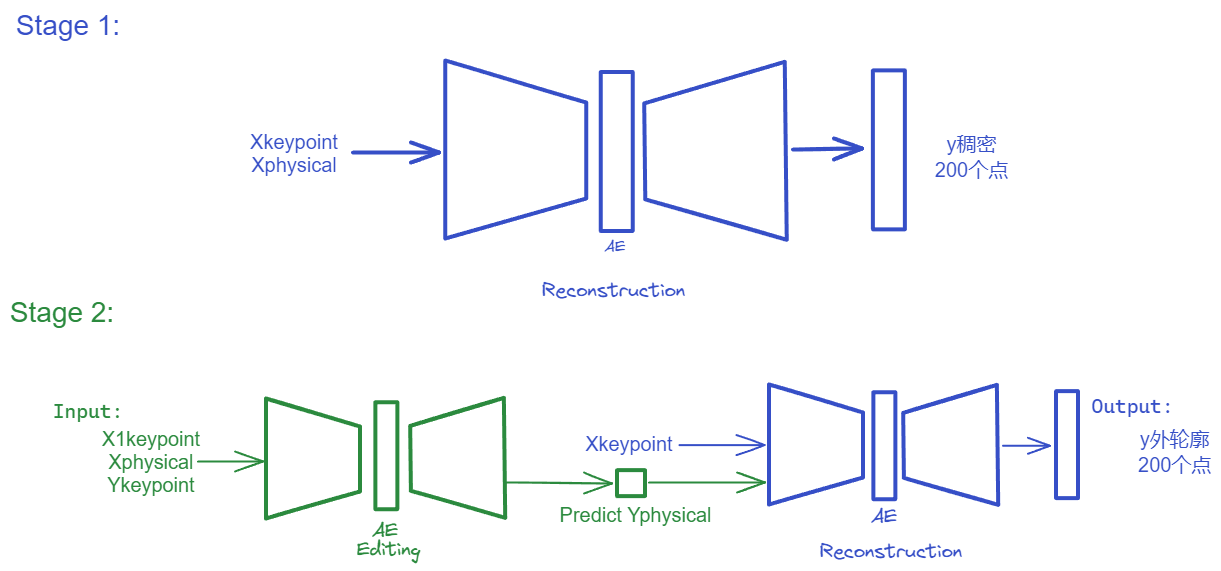 Stage 1:
Xkeypoint
Xphysical
y稠密
200个点
AE
Reconstruction
Stage 2:
Input:
X1keypoint
Xphysical
Ykeypoint
AE
Editing
Predict Yphysical
Xkeypoint
AE
Reconstruction
Output:
y外轮廓
200个点